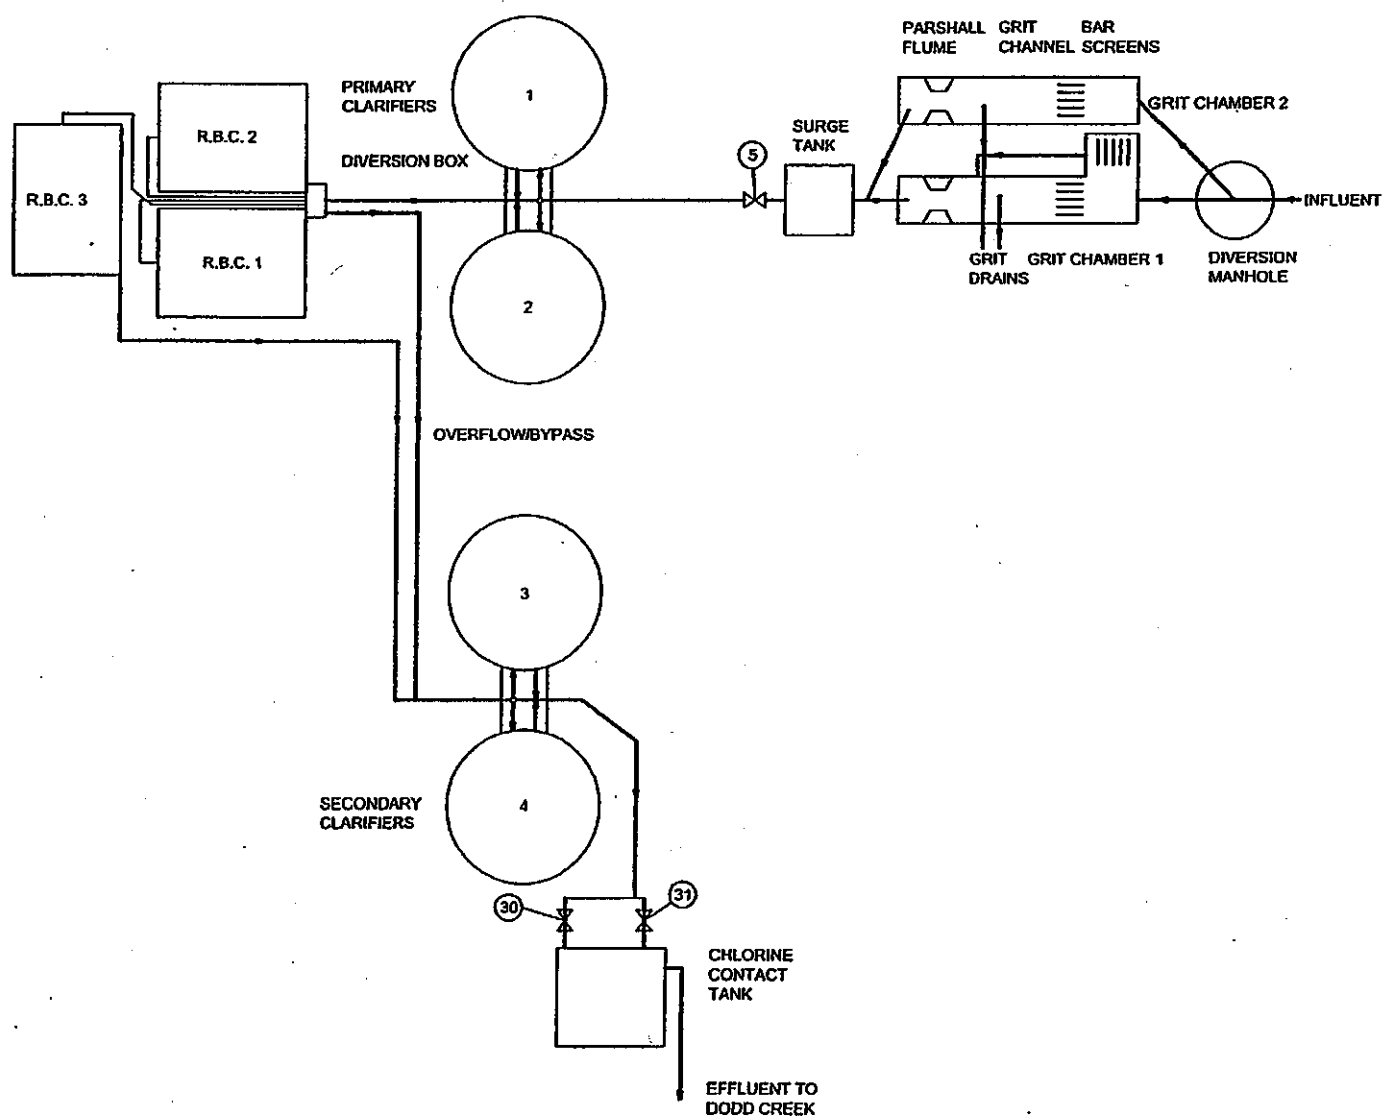 PARSHALL GRIT BAR
FLUME CHANNEL SCREENS
PRIMARY
CLARIFIERS
1
GRIT CHAMBER 2
SURGE
TANK
R.B.C. 2
DIVERSION BOX
5
R.B.C. 3
INFLUENT
R.B.C. 1
GRIT GRIT CHAMBER 1
DRAINS
DIVERSION
MANHOLE
2
OVERFLOW/BYPASS
3
SECONDARY
CLARIFIERS
4
30
31
CHLORINE
CONTACT
TANK
EFFLUENT TO
DODD CREEK